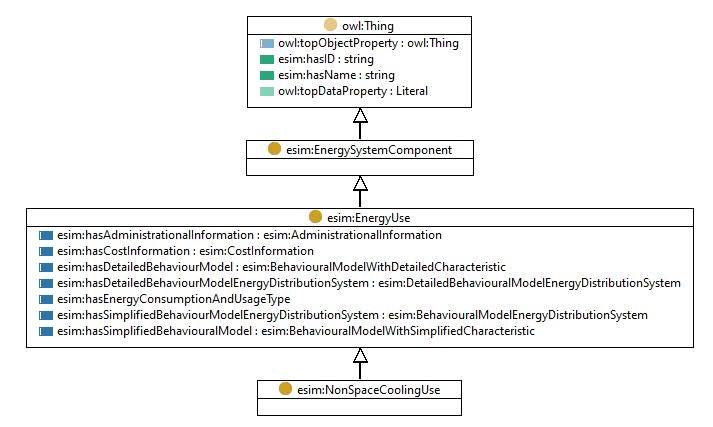 owl:Thing
owl:topObjectProperty : owl:Thing
esim:hasID : string
esim:hasName : string
owl:topDataProperty : Literal
esim:EnergySystemComponent
esim:EnergyUse
esim:hasAdministrationalInformation : esim:AdministrationalInformation
esim:hasCostInformation : esim:CostInformation
esim:hasDetailedBehaviourModel : esim:BehaviouralModelWithDetailedCharacteristic
esim:hasDetailedBehaviourModelEnergyDistributionSystem : esim:DetailedBehaviouralModelEnergyDistributionSystem
esim:hasEnergyConsumptionAndUsageType
esim:hasSimplifiedBehaviourModelEnergyDistributionSystem : esim:BehaviouralModelEnergyDistributionSystem
esim:hasSimplifiedBehaviouralModel : esim:BehaviouralModelWithSimplifiedCharacteristic
esim:NonSpaceCoolingUse